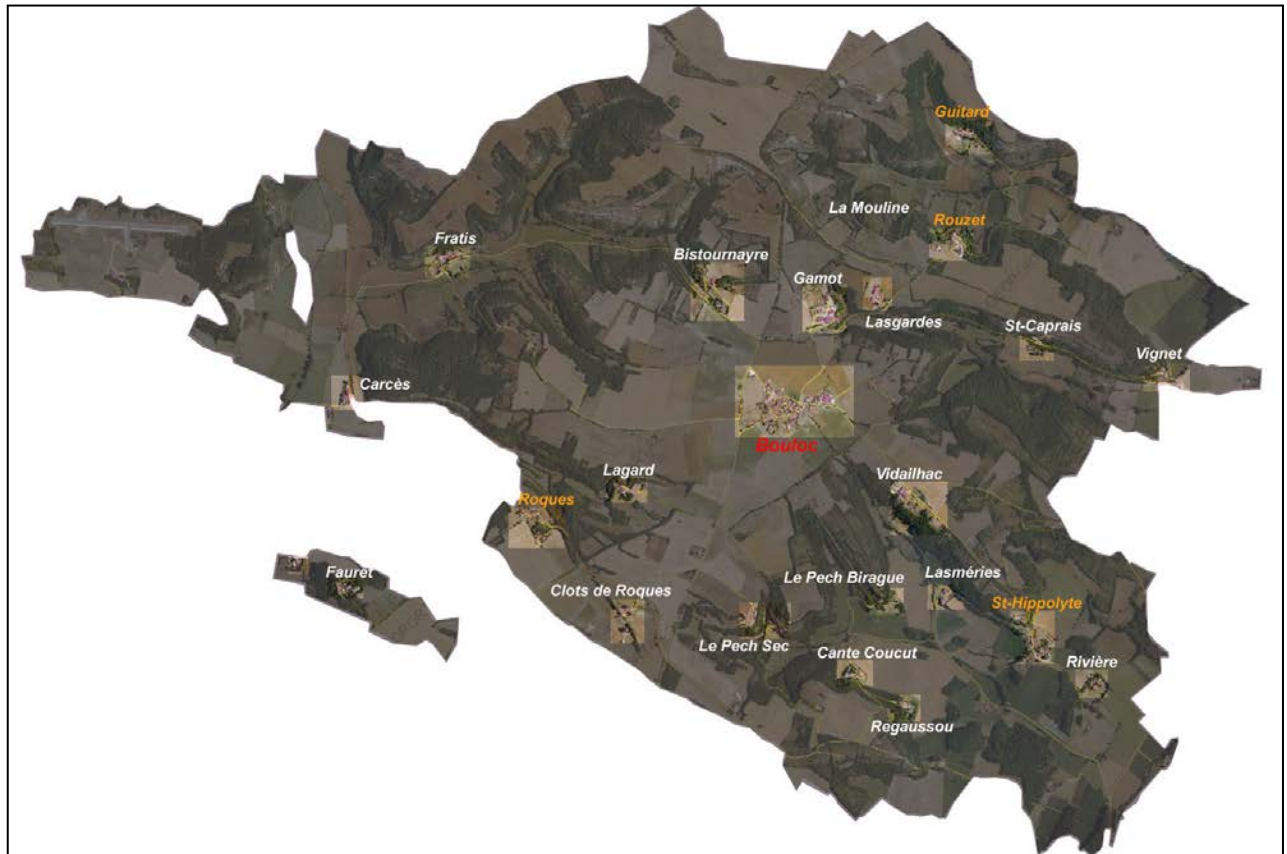 Guitard
La Mouline
Rouzet
Fratis
Bistournayre
Gamot
Lasgardes
St-Caprais
Vignet
Carcès
Bouloc
Lagard
Vidailhac
Roques
Fauret
Clots de Roques
Le Pech Birague
Lasméries
St-Hippolyte
Le Pech Sec
Cante Coucut
Rivière
Regaussou